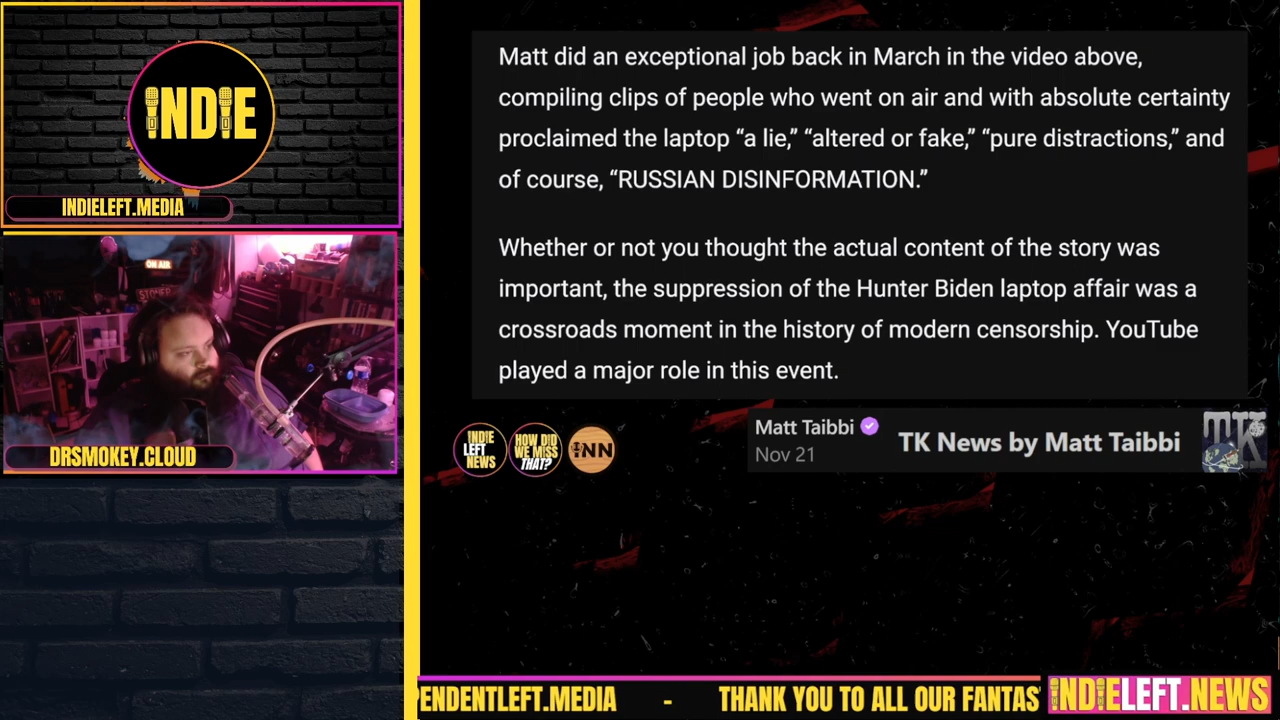 INDIE
INDIELEFT.MEDIA
ON AIR
STONER
DRSMOKEY.CLOUD
Matt did an exceptional job back in March in the video above,
compiling clips of people who went on air and with absolute certainty
proclaimed the laptop “a lie,” “altered or fake,” “pure distractions,” and
of course, “RUSSIAN DISINFORMATION.”
Whether or not you thought the actual content of the story was
important, the suppression of the Hunter Biden laptop affair was a
crossroads moment in the history of modern censorship. YouTube
played a major role in this event.
INDIE
LEFT
NEWS
HOW DID
WE MISS
THAT?
INN
Matt Taibbi
Nov 21
TK News by Matt Taibbi
TK
ENDENTLEFT.MEDIA - THANK YOU TO ALL OUR FANTAS
INDIELEFT.NEWS